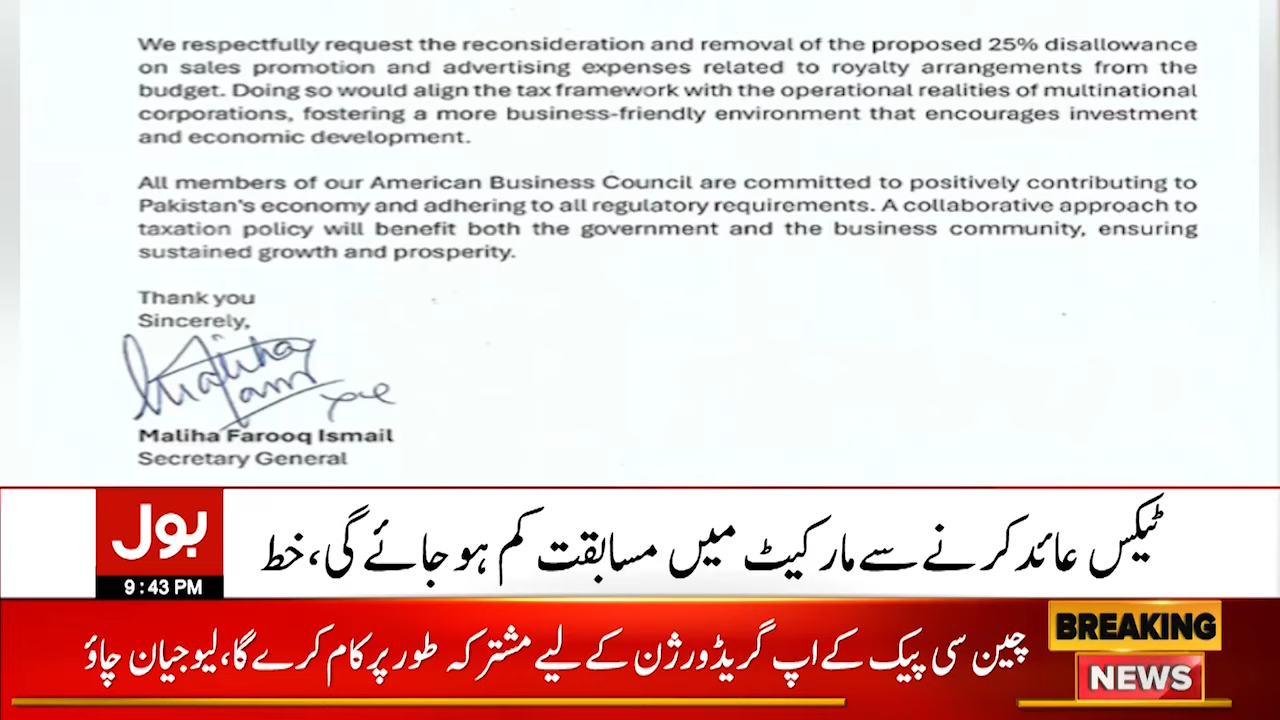 We respectfully request the reconsideration and removal of the proposed 25% disallowance
on sales promotion and advertising expenses related to royalty arrangements from the
budget. Doing so would align the tax framework with the operational realities of multinational
corporations, fostering a more business-friendly environment that encourages investment
and economic development.
All members of our American Business Council are committed to positively contributing to
Pakistan's economy and adhering to all regulatory requirements. A collaborative approach to
taxation policy will benefit both the government and the business community, ensuring
sustained growth and prosperity.
Thank you
Sincerely,
Maliha Farooq Ismail
Secretary General
بول
9:43 PM
ٹیکس عائد کرنے سے مارکیٹ میں مسابقت کم ہو جائے گی، خط
BREAKING
NEWS
چین سی پیک کے اپ گریڈ ورژن کے لیے مشترکہ طور پر کام کرے گا، لیو جیان چاؤ